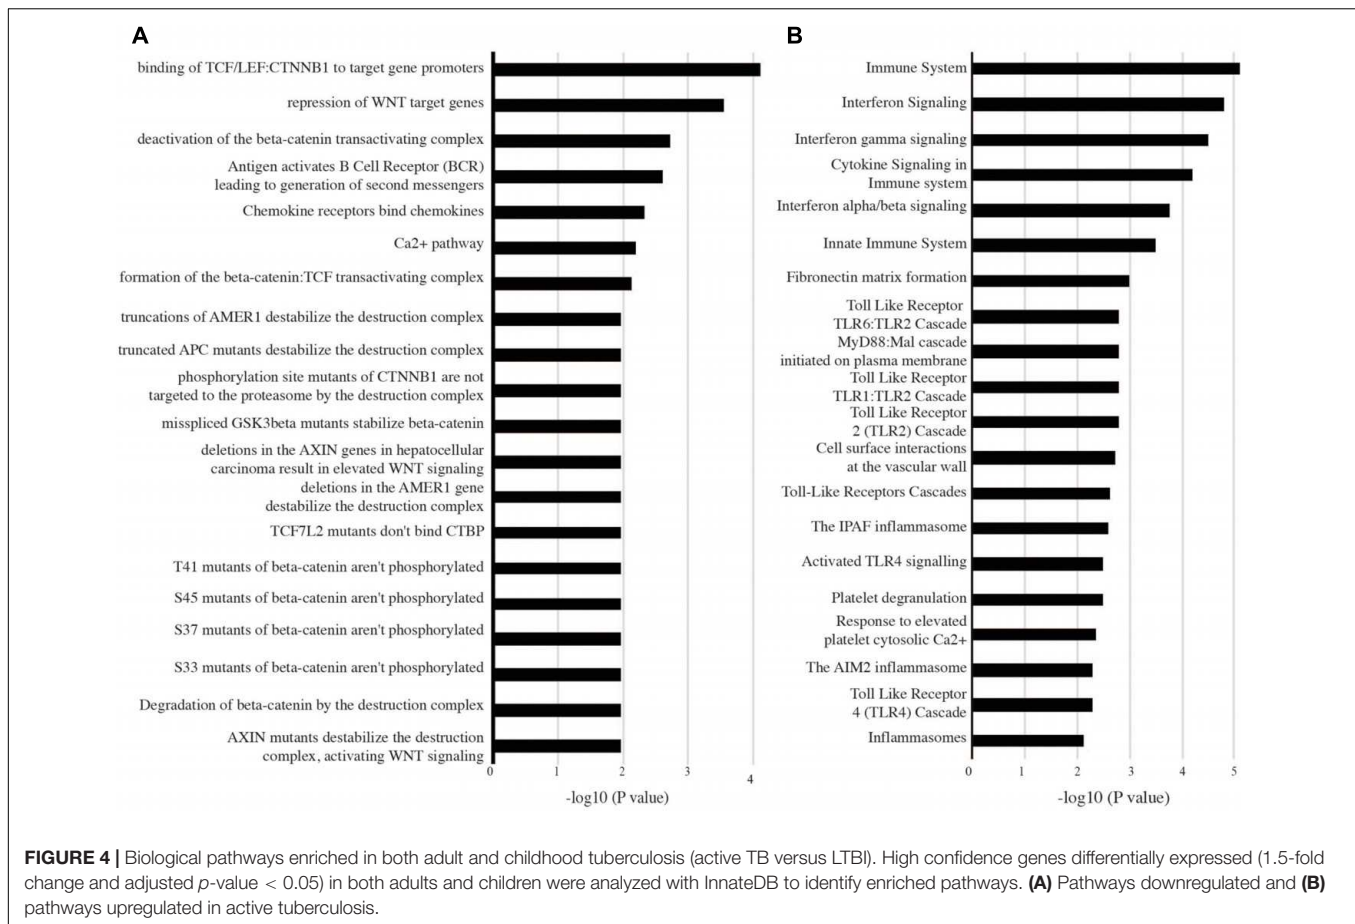 A
binding of TCF/LEF:CTNNB1 to target gene promoters
repression of WNT target genes
deactivation of the beta-catenin transactivating complex
Antigen activates B Cell Receptor (BCR)
leading to generation of second messengers
Chemokine receptors bind chemokines
Ca2+ pathway
formation of the beta-catenin:TCF transactivating complex
truncations of AMER1 destabilize the destruction complex
truncated APC mutants destabilize the destruction complex
phosphorylation site mutants of CTNNB1 are not
targeted to the proteasome by the destruction complex
misspliced GSK3beta mutants stabilize beta-catenin
deletions in the AXIN genes in hepatocellular
carcinoma result in elevated WNT signaling
deletions in the AMER1 gene
destabilize the destruction complex
TCF7L2 mutants don't bind CTBP
T41 mutants of beta-catenin aren't phosphorylated
S45 mutants of beta-catenin aren't phosphorylated
S37 mutants of beta-catenin aren't phosphorylated
S33 mutants of beta-catenin aren't phosphorylated
Degradation of beta-catenin by the destruction complex
AXIN mutants destabilize the destruction
complex, activating WNT signaling
0 1 2 3 4
-log10 (P value)
B
Immune System
Interferon Signaling
Interferon gamma signaling
Cytokine Signaling in
Immune system
Interferon alpha/beta signaling
Innate Immune System
Fibronectin matrix formation
Toll Like Receptor
TLR6:TLR2 Cascade
MyD88:Mal cascade
initiated on plasma membrane
Toll Like Receptor
TLR1:TLR2 Cascade
Toll Like Receptor
2 (TLR2) Cascade
Cell surface interactions
at the vascular wall
Toll-Like Receptors Cascades
The IPAF inflammasome
Activated TLR4 signalling
Platelet degranulation
Response to elevated
platelet cytosolic Ca2+
The AIM2 inflammasome
Toll Like Receptor
4 (TLR4) Cascade
Inflammasomes
0 1 2 3 4 5
-log10 (P value)
FIGURE 4 | Biological pathways enriched in both adult and childhood tuberculosis (active TB versus LTBI). High confidence genes differentially expressed (1.5-fold
change and adjusted p-value < 0.05) in both adults and children were analyzed with InnateDB to identify enriched pathways. (A) Pathways downregulated and (B)
pathways upregulated in active tuberculosis.